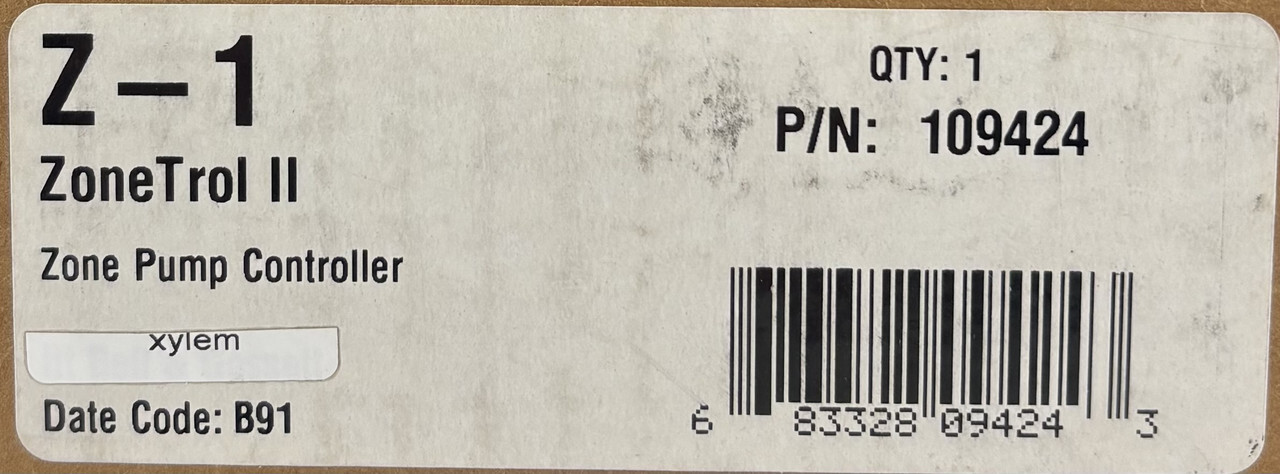 Z – 1
ZoneTrol II
Zone Pump Controller
xylem
Date Code: B91
QTY: 1
P/N: 109424
6 83328 09424 3